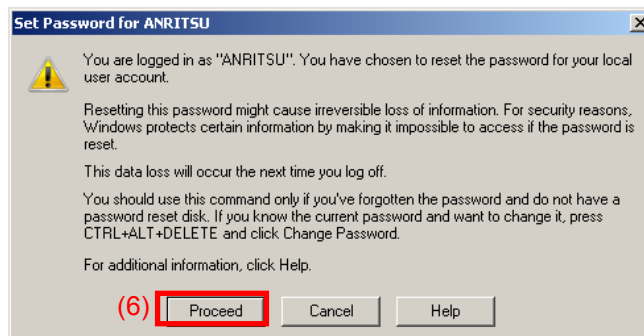 Set Password for ANRITSU
You are logged in as "ANRITSU". You have chosen to reset the password for your local
user account.
Resetting this password might cause irreversible loss of information. For security reasons,
Windows protects certain information by making it impossible to access if the password is
reset.
This data loss will occur the next time you log off.
You should use this command only if you've forgotten the password and do not have a
password reset disk. If you know the current password and want to change it, press
CTRL+ALT+DELETE and click Change Password.
For additional information, click Help.
(6) Proceed Cancel Help